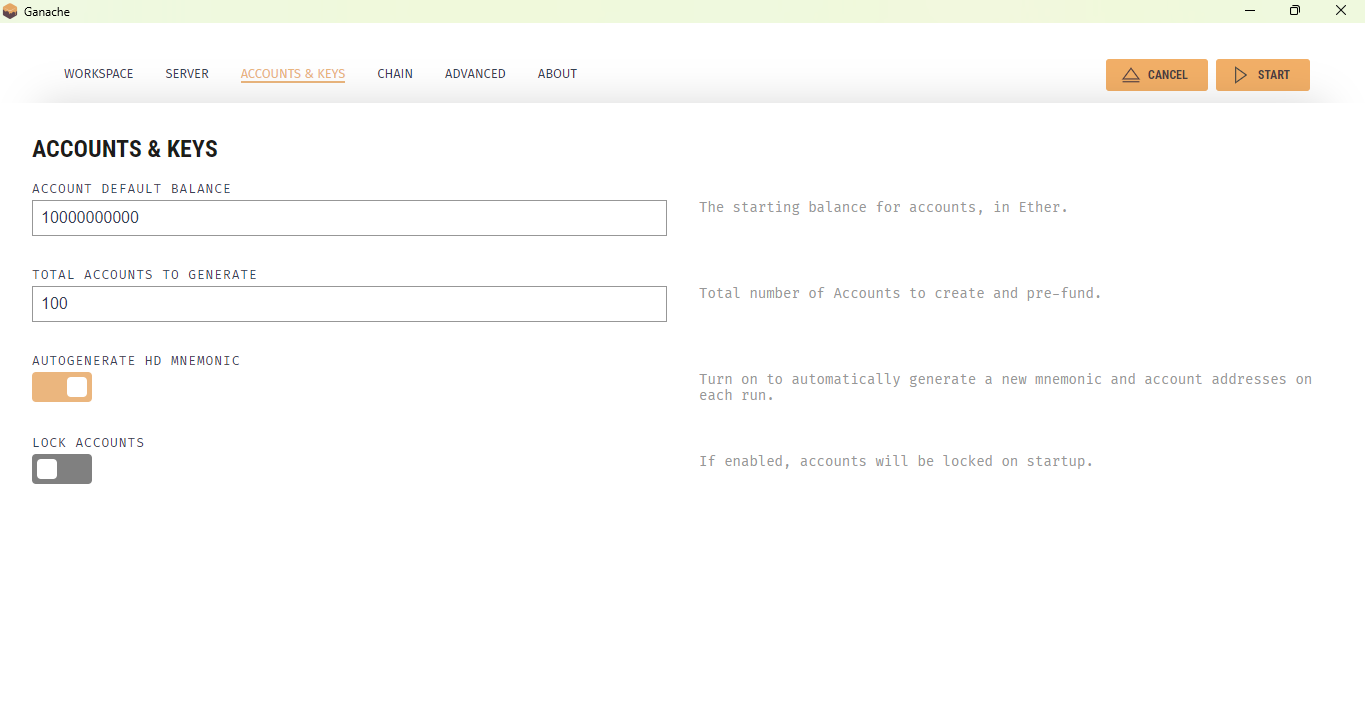 Ganache
WORKSPACE SERVER ACCOUNTS & KEYS CHAIN ADVANCED ABOUT CANCEL START
ACCOUNTS & KEYS
ACCOUNT DEFAULT BALANCE
10000000000
The starting balance for accounts, in Ether.
TOTAL ACCOUNTS TO GENERATE
100
Total number of Accounts to create and pre-fund.
AUTOGENERATE HD MNEMONIC
Turn on to automatically generate a new mnemonic and account addresses on
each run.
LOCK ACCOUNTS
If enabled, accounts will be locked on startup.